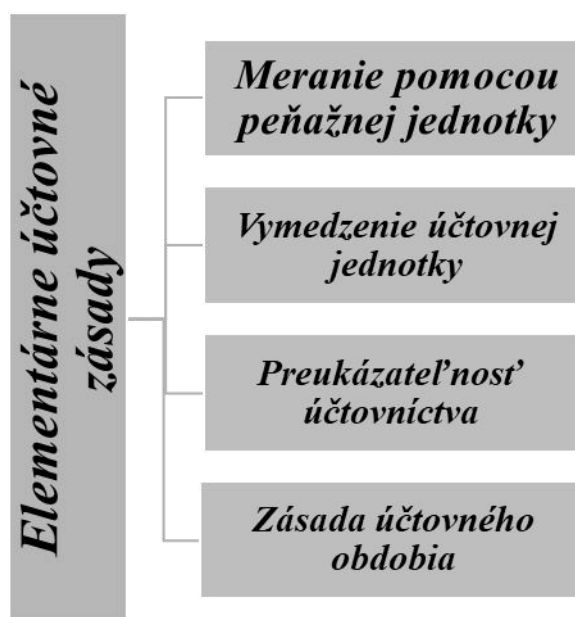 Elementárne účtovné
zásady
Meranie pomocou
peňažnej jednotky
Vymedzenie účtovnej
jednotky
Preukázateľnosť
účtovníctva
Zásada účtovného
obdobia